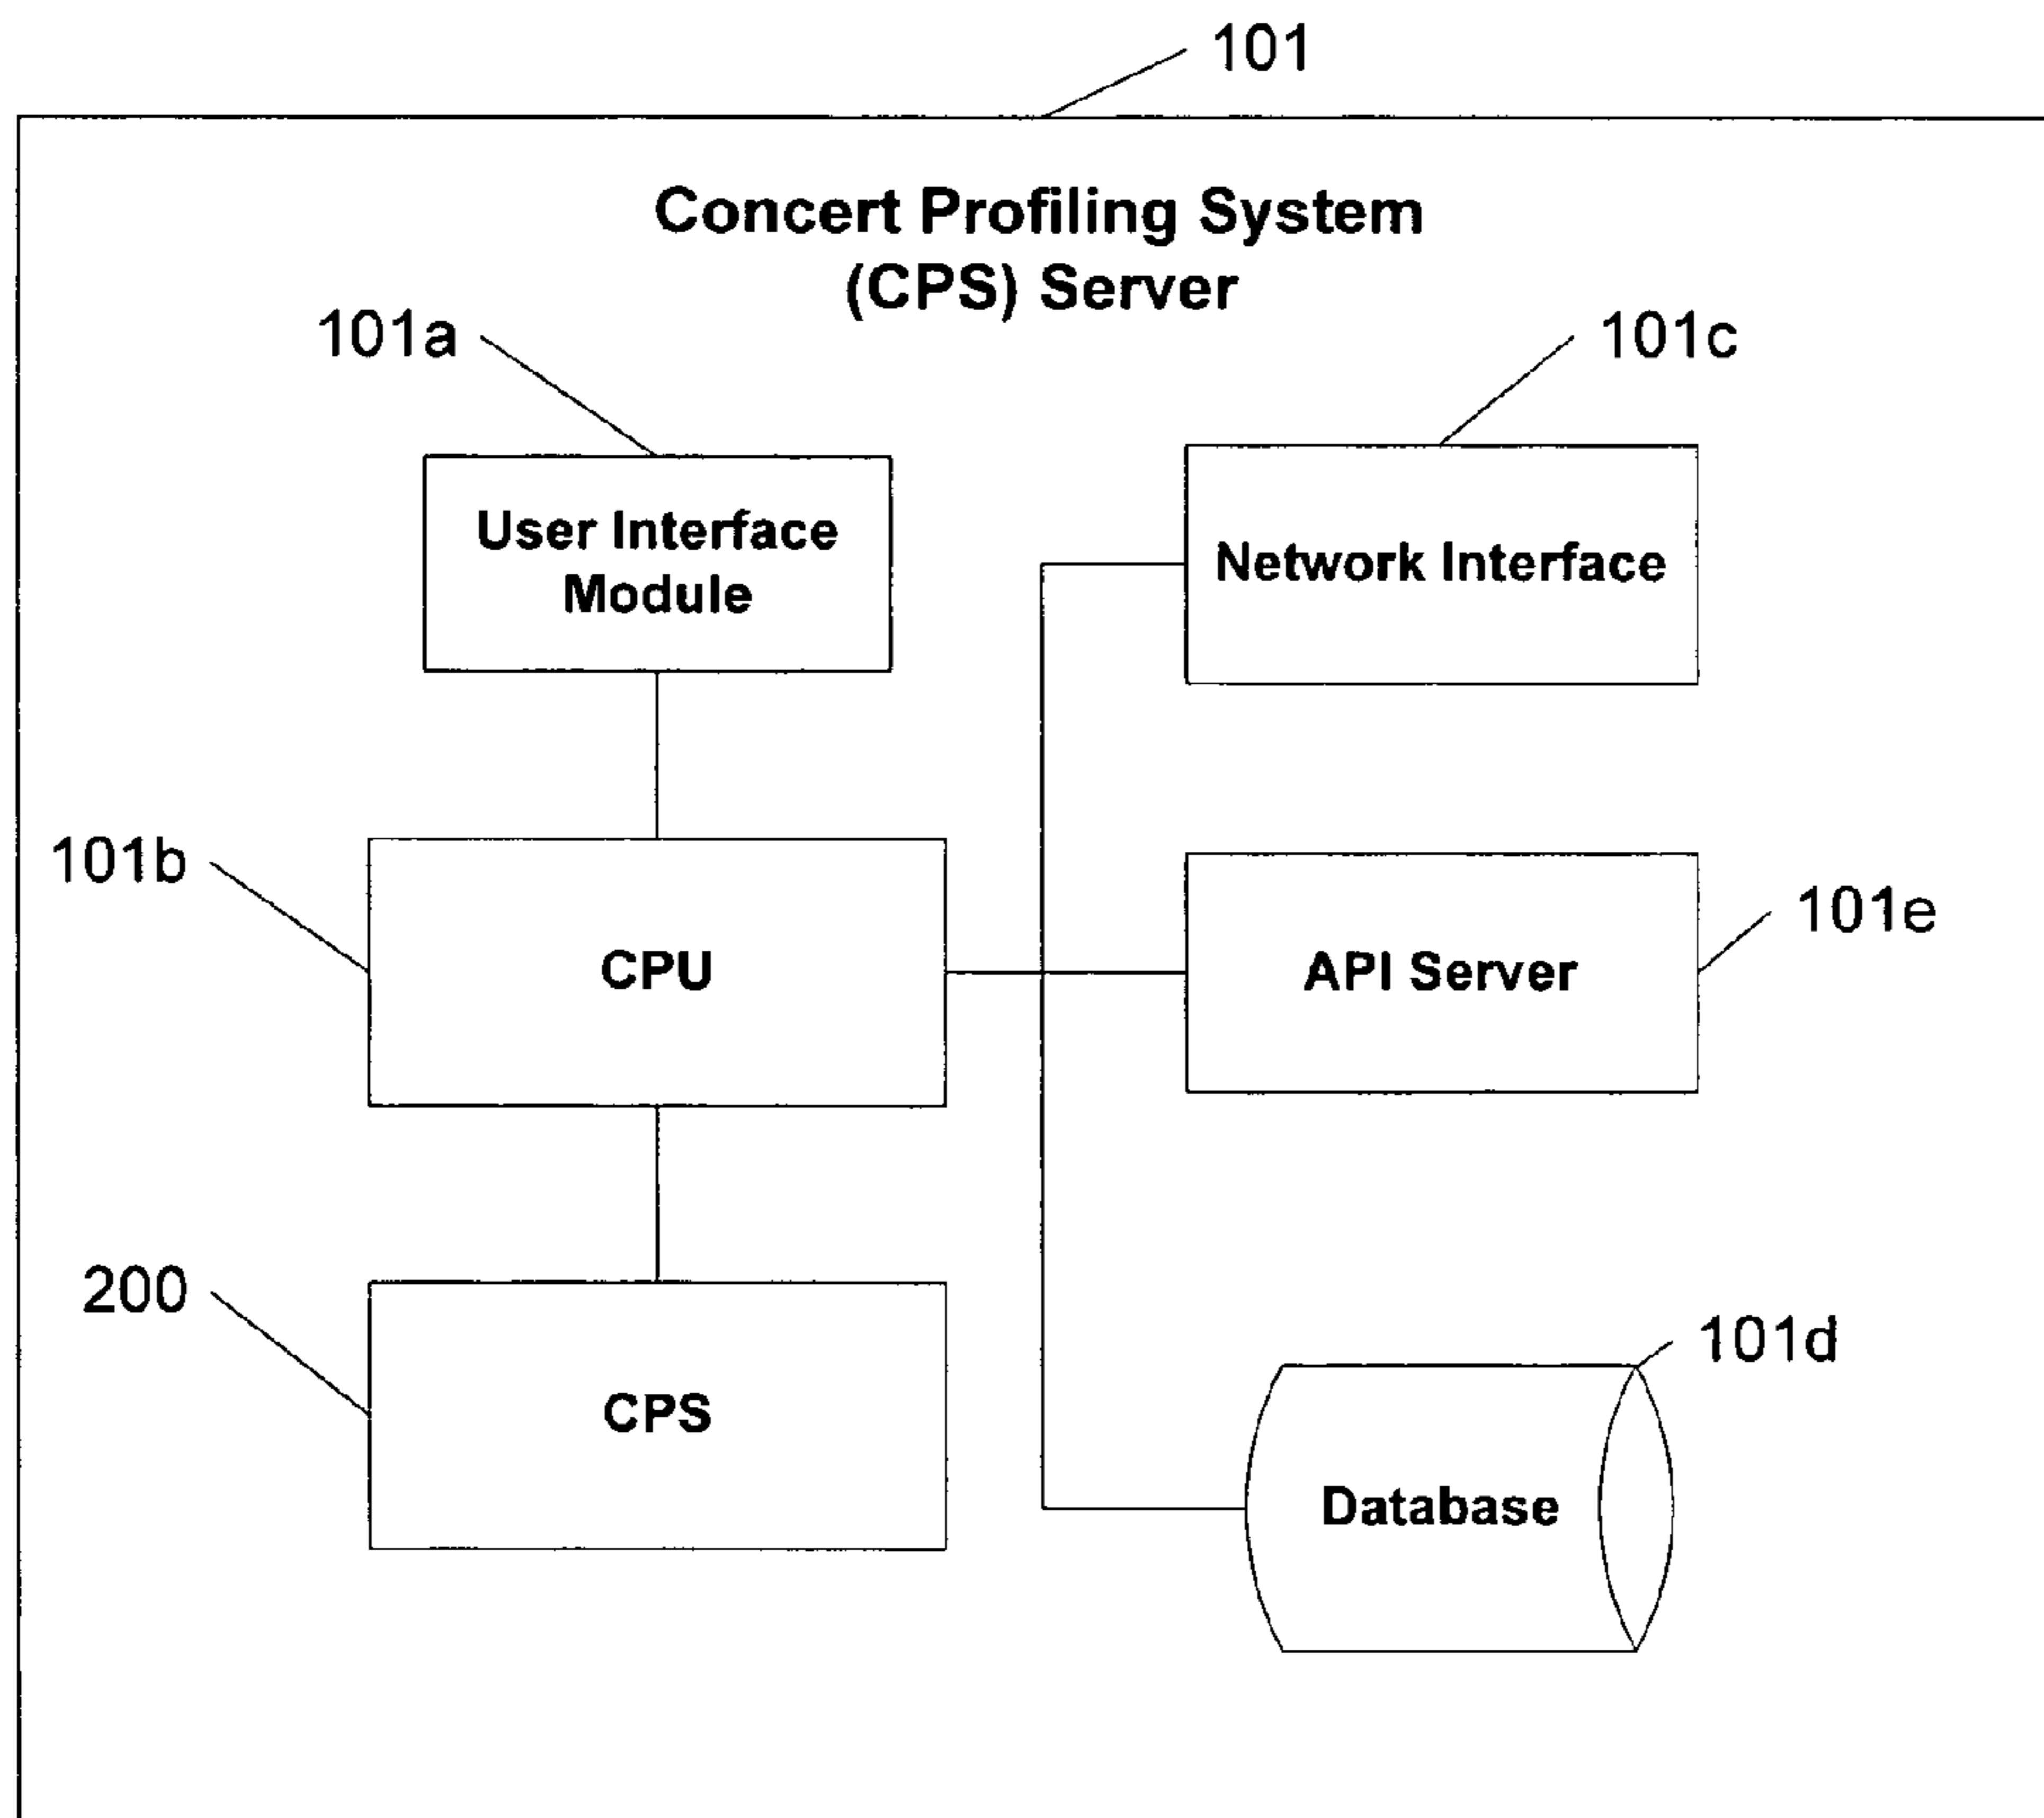 101
Concert Profiling System
(CPS) Server
101a
101c
User Interface
Module
Network Interface
101b
CPU
API Server
101e
200
CPS
101d
Database